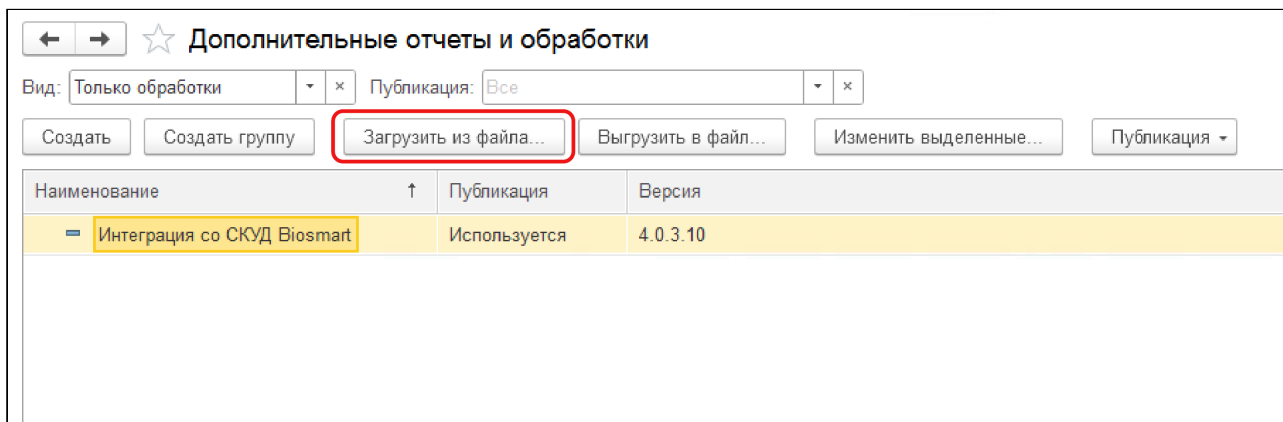 Дополнительные отчеты и обработки
Вид: Только обработки Публикация: Все
Создать Создать группу Загрузить из файла... Выгрузить в файл... Изменить выделенные... Публикация
Наименование Публикация Версия
Интеграция со СКУД Biosmart Используется 4.0.3.10